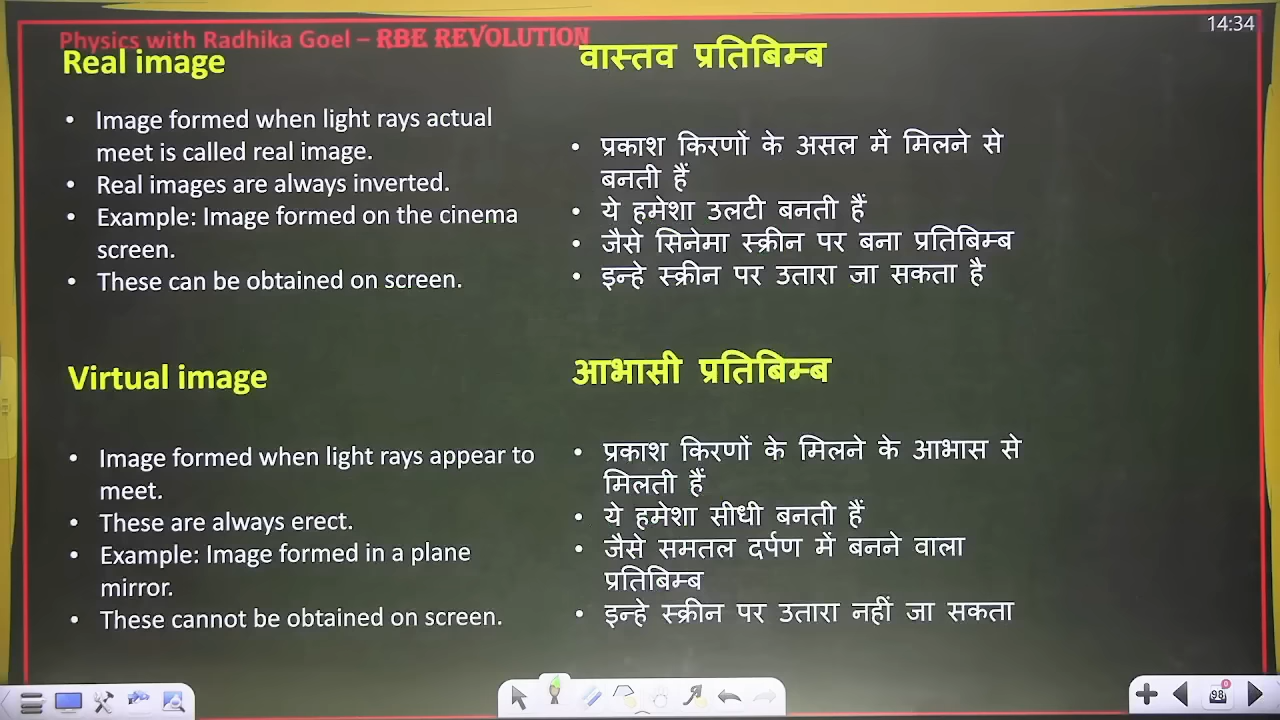 Physics with Radhika Goel – RBE REVOLUTION
14:34
Real image
• Image formed when light rays actual
meet is called real image.
• Real images are always inverted.
• Example: Image formed on the cinema
screen.
• These can be obtained on screen.
वास्तव प्रतिबिम्ब
• प्रकाश किरणों के असल में मिलने से
बनती हैं
• ये हमेशा उलटी बनती हैं
• जैसे सिनेमा स्क्रीन पर बना प्रतिबिम्ब
• इन्हे स्क्रीन पर उतारा जा सकता है
Virtual image
• Image formed when light rays appear to
meet.
• These are always erect.
• Example: Image formed in a plane
mirror.
• These cannot be obtained on screen.
आभासी प्रतिबिम्ब
• प्रकाश किरणों के मिलने के आभास से
मिलती हैं
• ये हमेशा सीधी बनती हैं
• जैसे समतल दर्पण में बनने वाला
प्रतिबिम्ब
• इन्हे स्क्रीन पर उतारा नहीं जा सकता
98
0